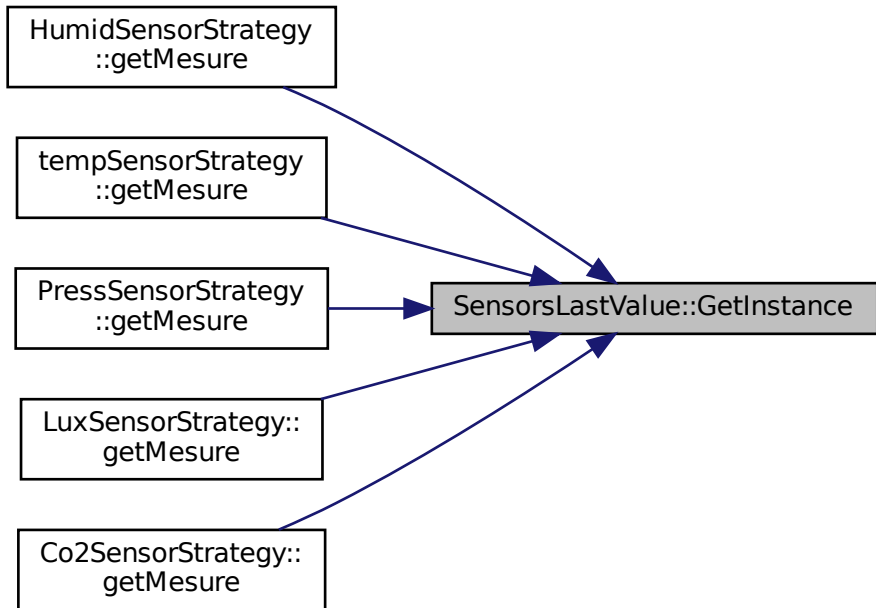 HumidSensorStrategy
::getMesure
tempSensorStrategy
::getMesure
PressSensorStrategy
::getMesure
SensorsLastValue::GetInstance
LuxSensorStrategy::
getMesure
Co2SensorStrategy::
getMesure